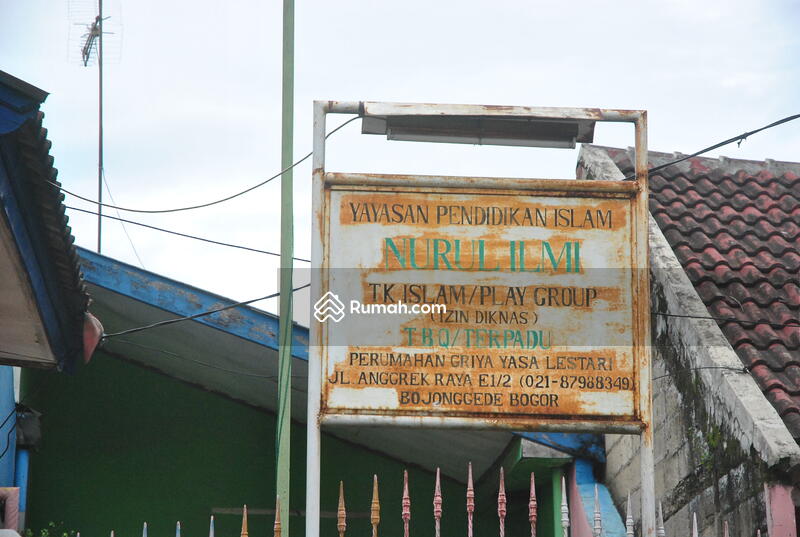 YAYASAN PENDIDIKAN ISLAM
NURUL ILMI
TK ISLAM/PLAY GROUP
(IZIN DIKNAS)
Rumah.com
TBQ/TERPADU
PERUMAHAN GRIYA YASA LESTARI
JL. ANGGREK RAYA E1/2 (021-87988349)
BOJONGGEDE BOGOR